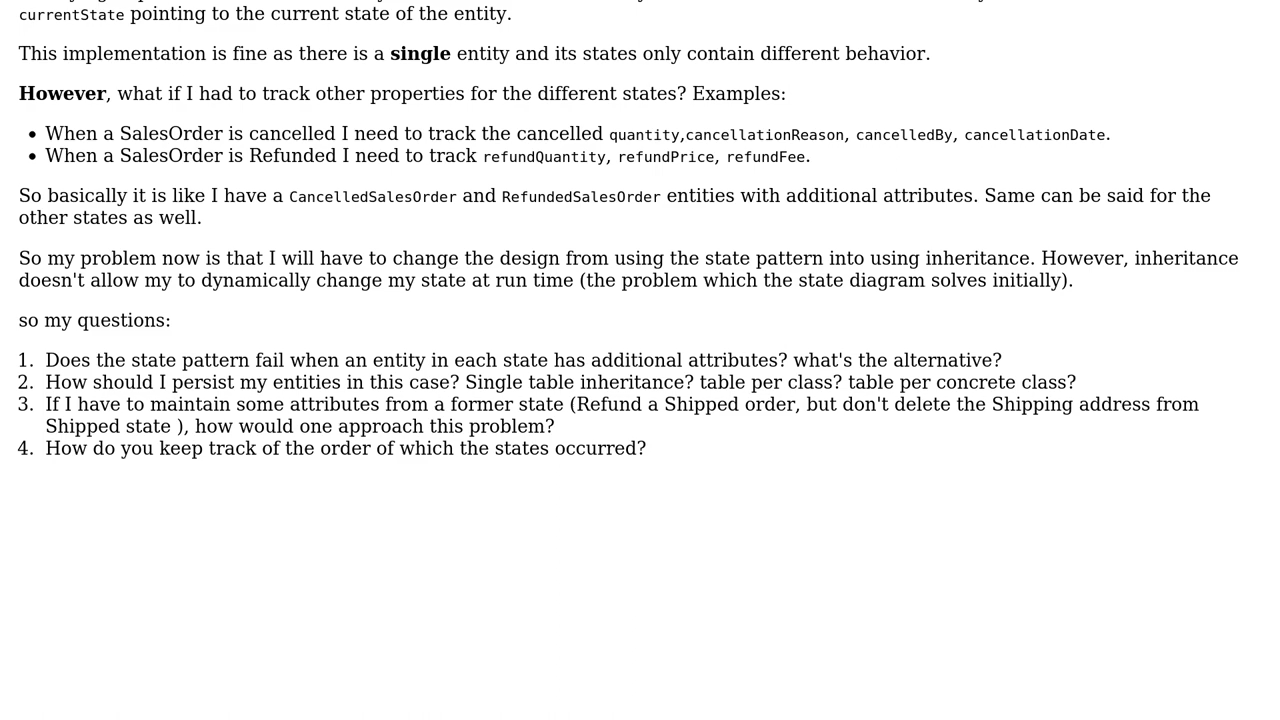 currentState pointing to the current state of the entity.
This implementation is fine as there is a single entity and its states only contain different behavior.
However, what if I had to track other properties for the different states? Examples:
• When a SalesOrder is cancelled I need to track the cancelled quantity,cancellationReason, cancelledBy, cancellationDate.
• When a SalesOrder is Refunded I need to track refundQuantity, refundPrice, refundFee.
So basically it is like I have a CancelledSalesOrder and RefundedSalesOrder entities with additional attributes. Same can be said for the
other states as well.
So my problem now is that I will have to change the design from using the state pattern into using inheritance. However, inheritance
doesn't allow my to dynamically change my state at run time (the problem which the state diagram solves initially).
so my questions:
1. Does the state pattern fail when an entity in each state has additional attributes? what's the alternative?
2. How should I persist my entities in this case? Single table inheritance? table per class? table per concrete class?
3. If I have to maintain some attributes from a former state (Refund a Shipped order, but don't delete the Shipping address from
Shipped state ), how would one approach this problem?
4. How do you keep track of the order of which the states occurred?